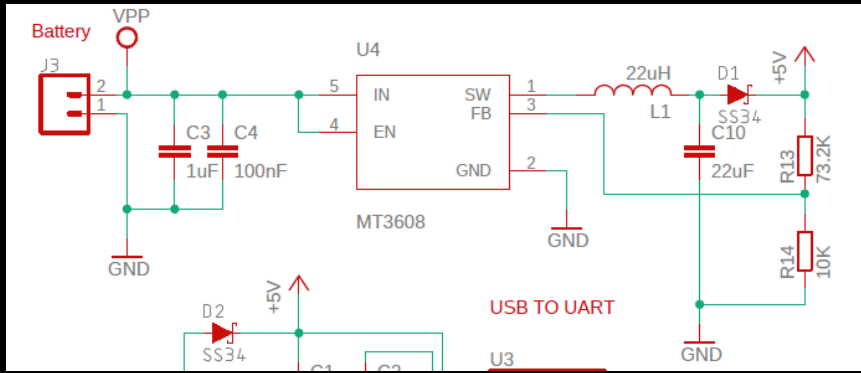 VPP
Battery
J3
2
1
C3
1uF
C4
100nF
GND
U4
5
IN
4
EN
SW
1
FB
3
GND
2
MT3608
GND
22uH
L1
D1
SS34
+5V
C10
22uF
R13
73.2K
R14
10K
GND
D2
SS34
+5V
C1
C2
USB TO UART
U3